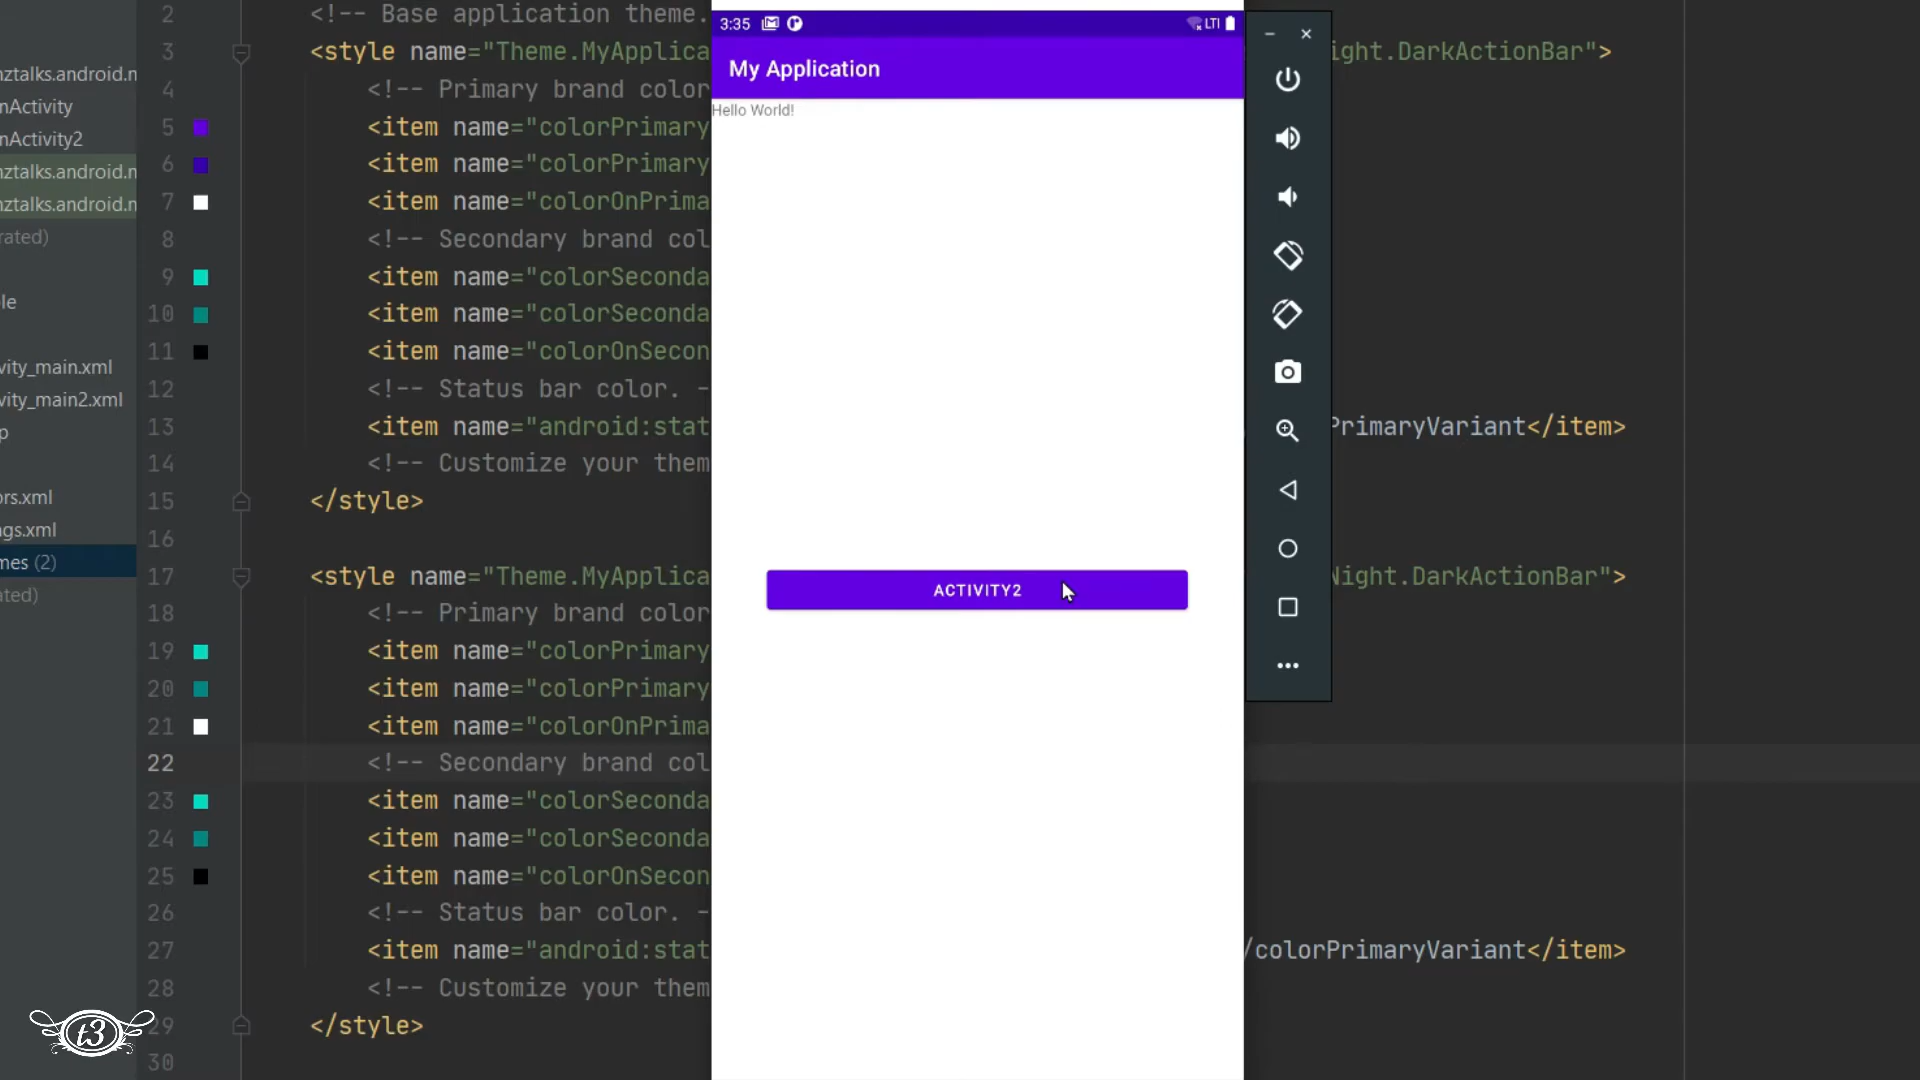 nztalks.android.m
nActivity
nActivity2
nztalks.android.m
nztalks.android.m
rated)
le
vity_main.xml
vity_main2.xml
p
ors.xml
ngs.xml
mes (2)
ated)
2 <!-- Base application theme.
3 <style name="Theme.MyApplica ight.DarkActionBar">
4 <!-- Primary brand color
5 <item name="colorPrimary
6 <item name="colorPrimary
7 <item name="colorOnPrima
8 <!-- Secondary brand col
9 <item name="colorSeconda
10 <item name="colorSeconda
11 <item name="colorOnSecon
12 <!-- Status bar color. -
13 <item name="android:stat PrimaryVariant</item>
14 <!-- Customize your them
15 </style>
16
17 <style name="Theme.MyApplica Night.DarkActionBar">
18 <!-- Primary brand color
19 <item name="colorPrimary
20 <item name="colorPrimary
21 <item name="colorOnPrima
22 <!-- Secondary brand col
23 <item name="colorSeconda
24 <item name="colorSeconda
25 <item name="colorOnSecon
26 <!-- Status bar color. -
27 <item name="android:stat /colorPrimaryVariant</item>
28 <!-- Customize your them
29 </style>
30
3:35 LTE
My Application
Hello World!
ACTIVITY2
t3